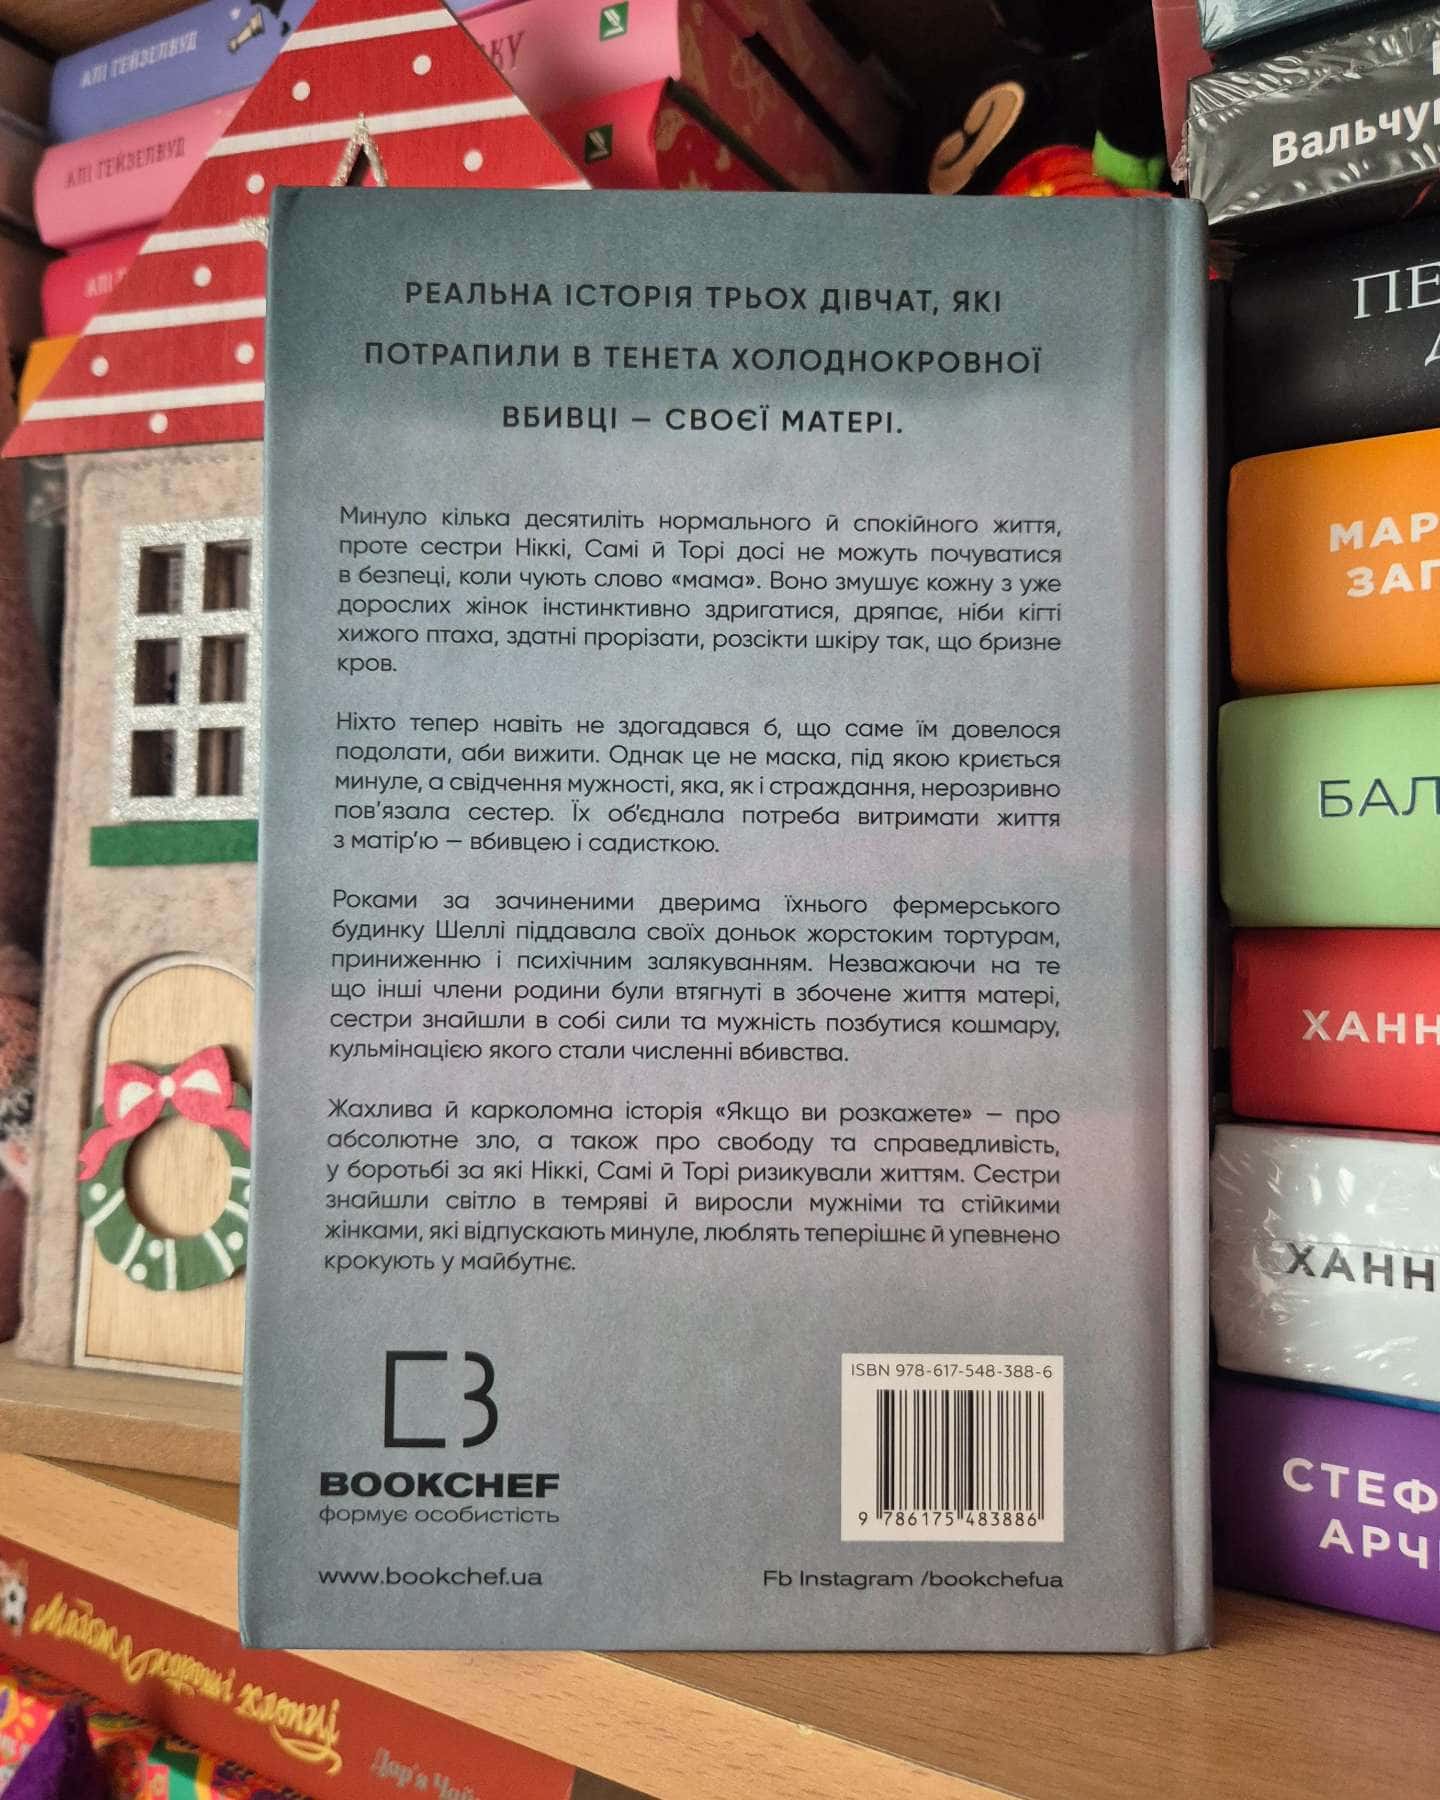 АЛІ ГЕЙЗЕЛВУД
АЛІ ГЕЙЗЕЛВУД
РЕАЛЬНА ІСТОРІЯ ТРЬОХ ДІВЧАТ, ЯКІ
ПОТРАПИЛИ В ТЕНЕТА ХОЛОДНОКРОВНОЇ
ВБИВЦІ — СВОЄЇ МАТЕРІ.
Минуло кілька десятиліть нормального й спокійного життя,
проте сестри Ніккі, Самі й Торі досі не можуть почуватися
в безпеці, коли чують слово «мама». Воно змушує кожну з уже
дорослих жінок інстинктивно здригатися, дряпає, ніби кігті
хижого птаха, здатні прорізати, розсікти шкіру так, що бризне
кров.
Ніхто тепер навіть не здогадався б, що саме їм довелося
подолати, аби вижити. Однак це не маска, під якою криється
минуле, а свідчення мужності, яка, як і страждання, нерозривно
пов’язала сестер. Їх об’єднала потреба витримати життя
з матір’ю — вбивцею і садисткою.
Роками за зачиненими дверима їхнього фермерського
будинку Шеллі піддавала своїх доньок жорстоким тортурам,
приниженню і психічним залякуванням. Незважаючи на те
що інші члени родини були втягнуті в збочене життя матері,
сестри знайшли в собі сили та мужність позбутися кошмару,
кульмінацією якого стали численні вбивства.
Жахлива й карколомна історія «Якщо ви розкажете» — про
абсолютне зло, а також про свободу та справедливість,
у боротьбі за які Ніккі, Самі й Торі ризикували життям. Сестри
знайшли світло в темряві й виросли мужніми та стійкими
жінками, які відпускають минуле, люблять теперішнє й упевнено
крокують у майбутнє.
BOOKCHEF
формує особистість
www.bookchef.ua
ISBN 978-617-548-388-6
9 786175 483886
Fb Instagram /bookchefua
Вальчу
ПЕ
МАР
ЗАГ
БАЛ
ХАНН
ХАНН
СТЕФ
АРЧ
Дар'я